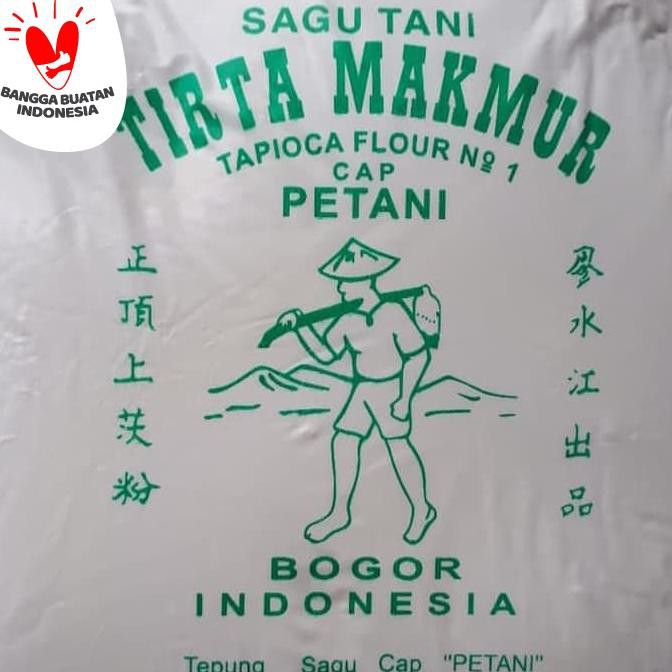 BANGGA BUATAN
INDONESIA
SAGU TANI
TIRTA MAKMUR
TAPIOCA FLOUR Nº 1
CAP
PETANI
正頂上茨粉
水江出品
BOGOR
INDONESIA
Tepung Sagu Cap "PETANI"